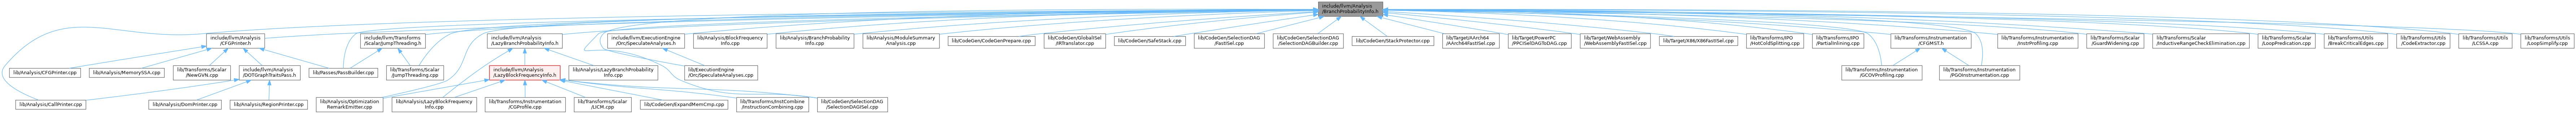 include/llvm/Analysis
/BranchProbabilityInfo.h
include/llvm/Analysis
/CFGPrinter.h
include/llvm/Transforms
/Scalar/JumpThreading.h
include/llvm/Analysis
/LazyBranchProbabilityInfo.h
include/llvm/ExecutionEngine
/Orc/SpeculateAnalyses.h
lib/Analysis/BlockFrequency
Info.cpp
lib/Analysis/BranchProbability
Info.cpp
lib/Analysis/ModuleSummary
Analysis.cpp
lib/CodeGen/CodeGenPrepare.cpp
lib/CodeGen/GlobalISel
/IRTranslator.cpp
lib/CodeGen/SafeStack.cpp
lib/CodeGen/SelectionDAG
/FastISel.cpp
lib/CodeGen/SelectionDAG
/SelectionDAGBuilder.cpp
lib/CodeGen/StackProtector.cpp
lib/Target/AArch64
/AArch64FastISel.cpp
lib/Target/PowerPC
/PPCISelDAGToDAG.cpp
lib/Target/WebAssembly
/WebAssemblyFastISel.cpp
lib/Target/X86/X86FastISel.cpp
lib/Transforms/IPO
/HotColdSplitting.cpp
lib/Transforms/IPO
/PartialInlining.cpp
lib/Transforms/Instrumentation
/CFGMST.h
lib/Transforms/Instrumentation
/InstrProfiling.cpp
lib/Transforms/Scalar
/GuardWidening.cpp
lib/Transforms/Scalar
/InductiveRangeCheckElimination.cpp
lib/Transforms/Scalar
/LoopPredication.cpp
lib/Transforms/Utils
/BreakCriticalEdges.cpp
lib/Transforms/Utils
/CodeExtractor.cpp
lib/Transforms/Utils
/LCSSA.cpp
lib/Transforms/Utils
/LoopSimplify.cpp
lib/Analysis/CFGPrinter.cpp
lib/Analysis/MemorySSA.cpp
lib/Transforms/Scalar
/NewGVN.cpp
include/llvm/Analysis
/DOTGraphTraitsPass.h
lib/Passes/PassBuilder.cpp
lib/Transforms/Scalar
/JumpThreading.cpp
include/llvm/Analysis
/LazyBlockFrequencyInfo.h
lib/Analysis/LazyBranchProbability
Info.cpp
lib/ExecutionEngine
/Orc/SpeculateAnalyses.cpp
lib/Transforms/Instrumentation
/GCOVProfiling.cpp
lib/Transforms/Instrumentation
/PGOInstrumentation.cpp
lib/Analysis/CallPrinter.cpp
lib/Analysis/DomPrinter.cpp
lib/Analysis/RegionPrinter.cpp
lib/Analysis/Optimization
RemarkEmitter.cpp
lib/Analysis/LazyBlockFrequency
Info.cpp
lib/Transforms/Instrumentation
/CGProfile.cpp
lib/Transforms/Scalar
/LICM.cpp
lib/CodeGen/ExpandMemCmp.cpp
lib/Transforms/InstCombine
/InstructionCombining.cpp
lib/CodeGen/SelectionDAG
/SelectionDAGISel.cpp